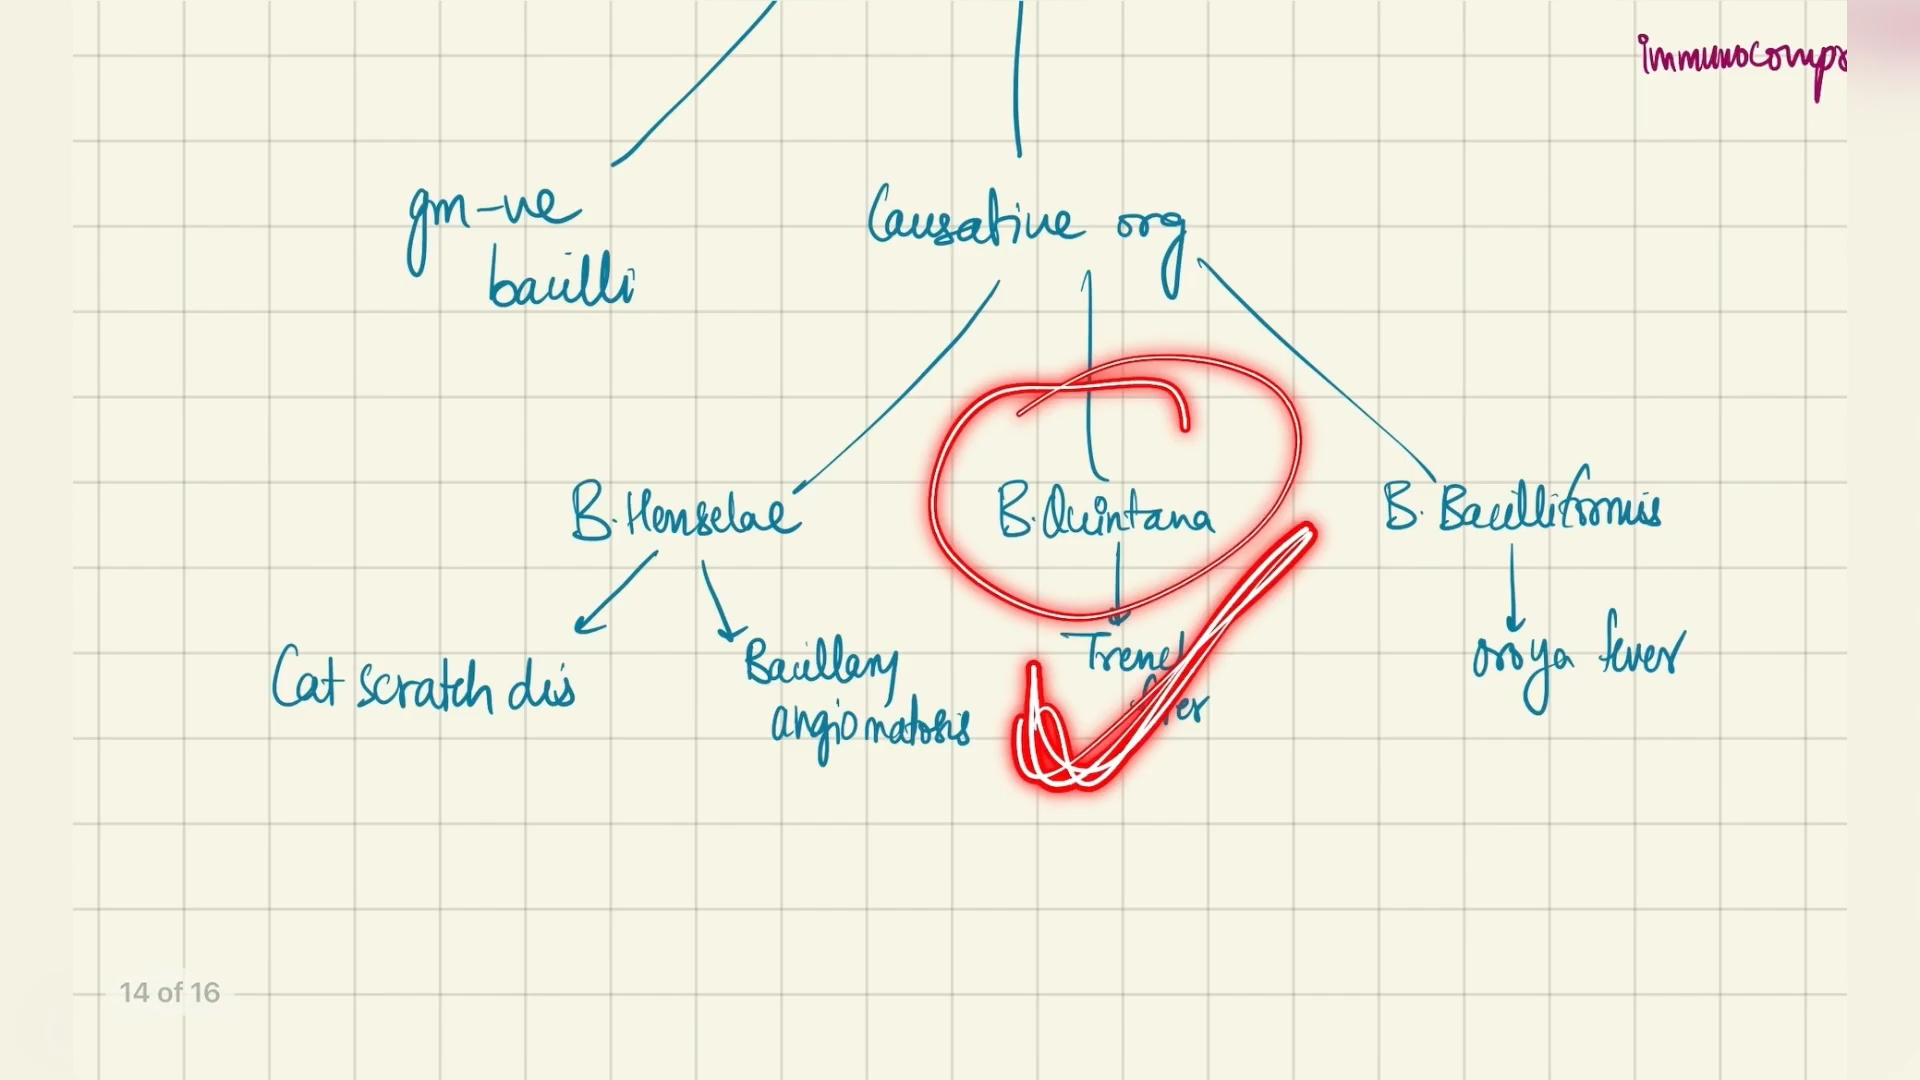 immunocompr
gm-ve
bacilli
Causative org
B. Henselae
B. Quintana
B. Bacilliformis
Cat scratch dis
Bacillary
angiomatosis
Trench
fever
oroya fever
14 of 16